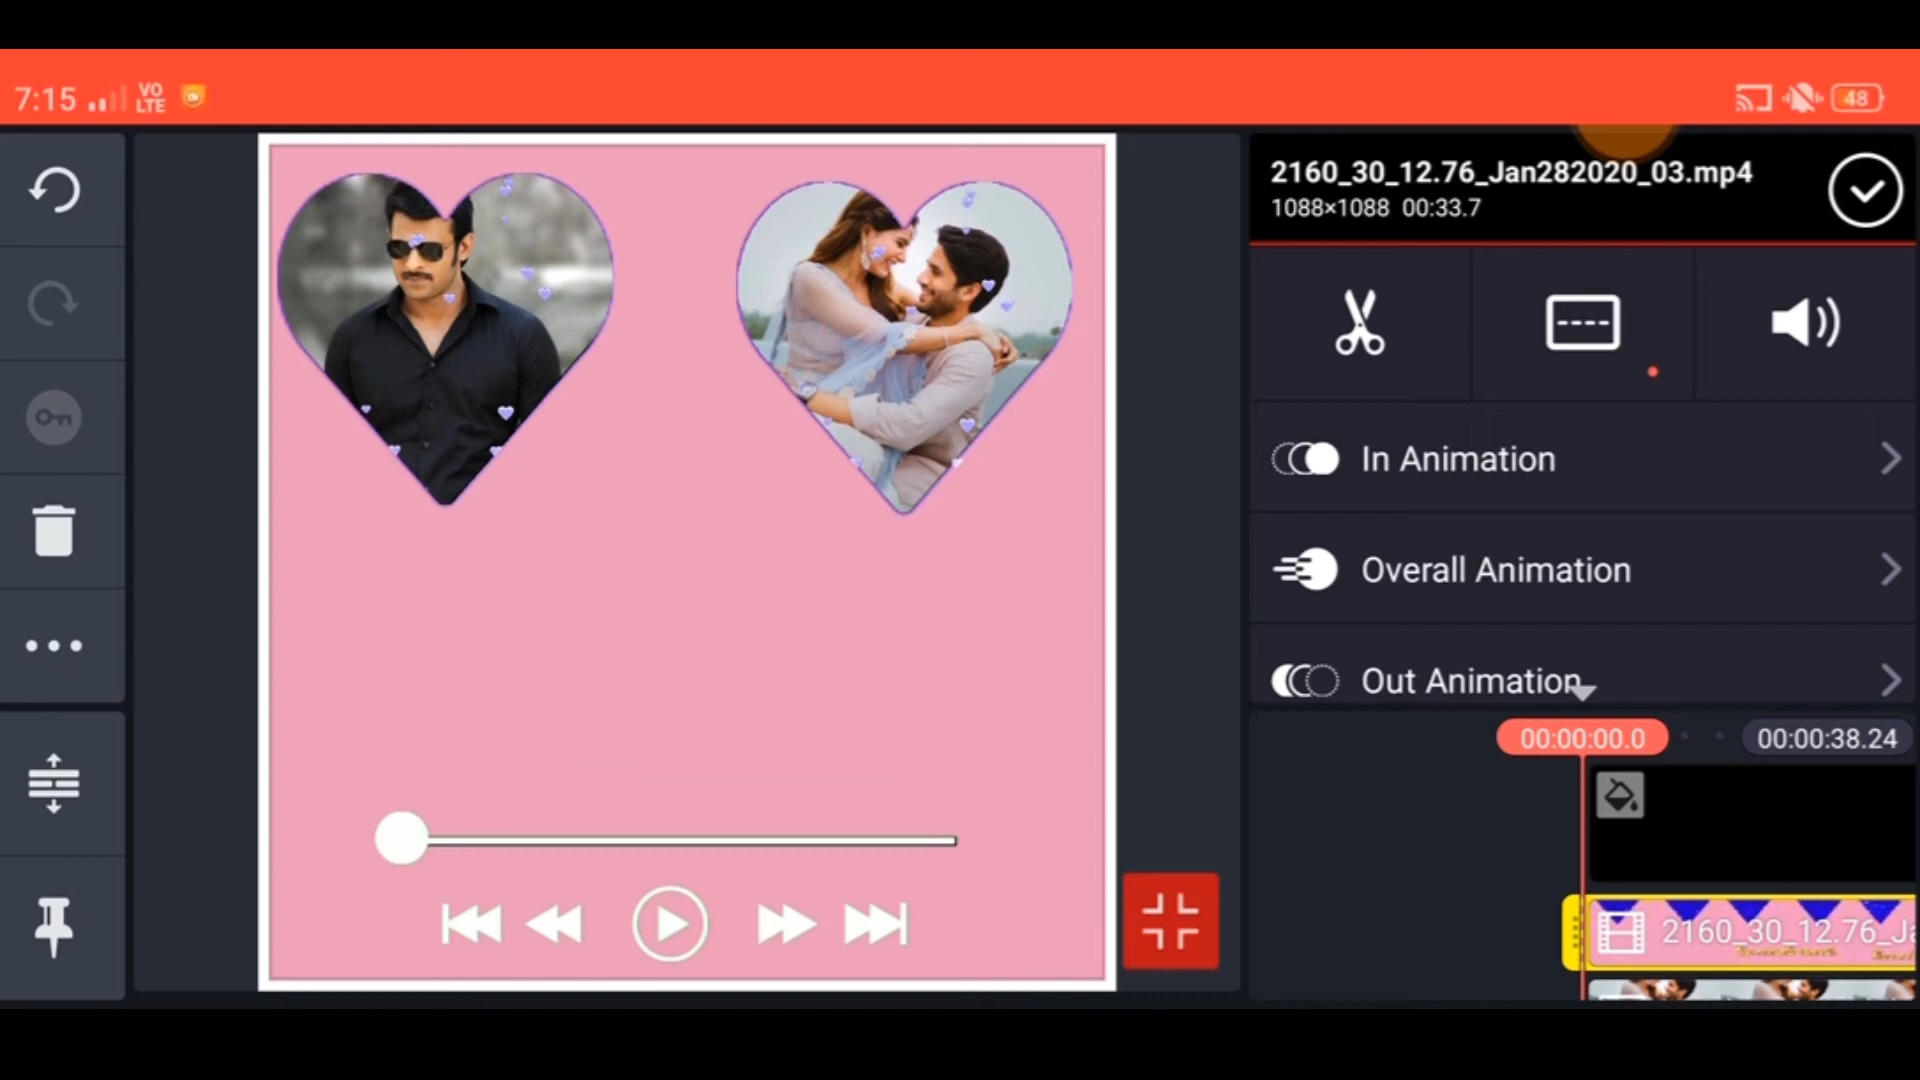 7:15 VO LTE 48
2160_30_12.76_Jan282020_03.mp4
1088×1088 00:33.7
In Animation
Overall Animation
Out Animation
00:00:00.0 00:00:38.24
2160_30_12.76_Ja